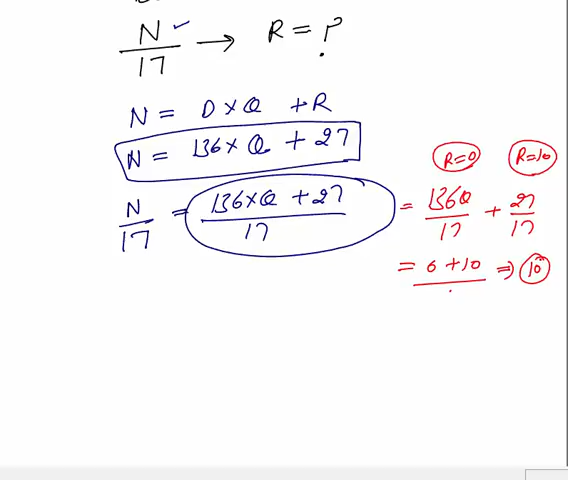 N/17 → R = ?
N = D × Q + R
N = 136 × Q + 27
R=0 R=10
N/17 = (136×Q + 27)/17 = 136Q/17 + 27/17
= 0 + 10 ⇒ 10